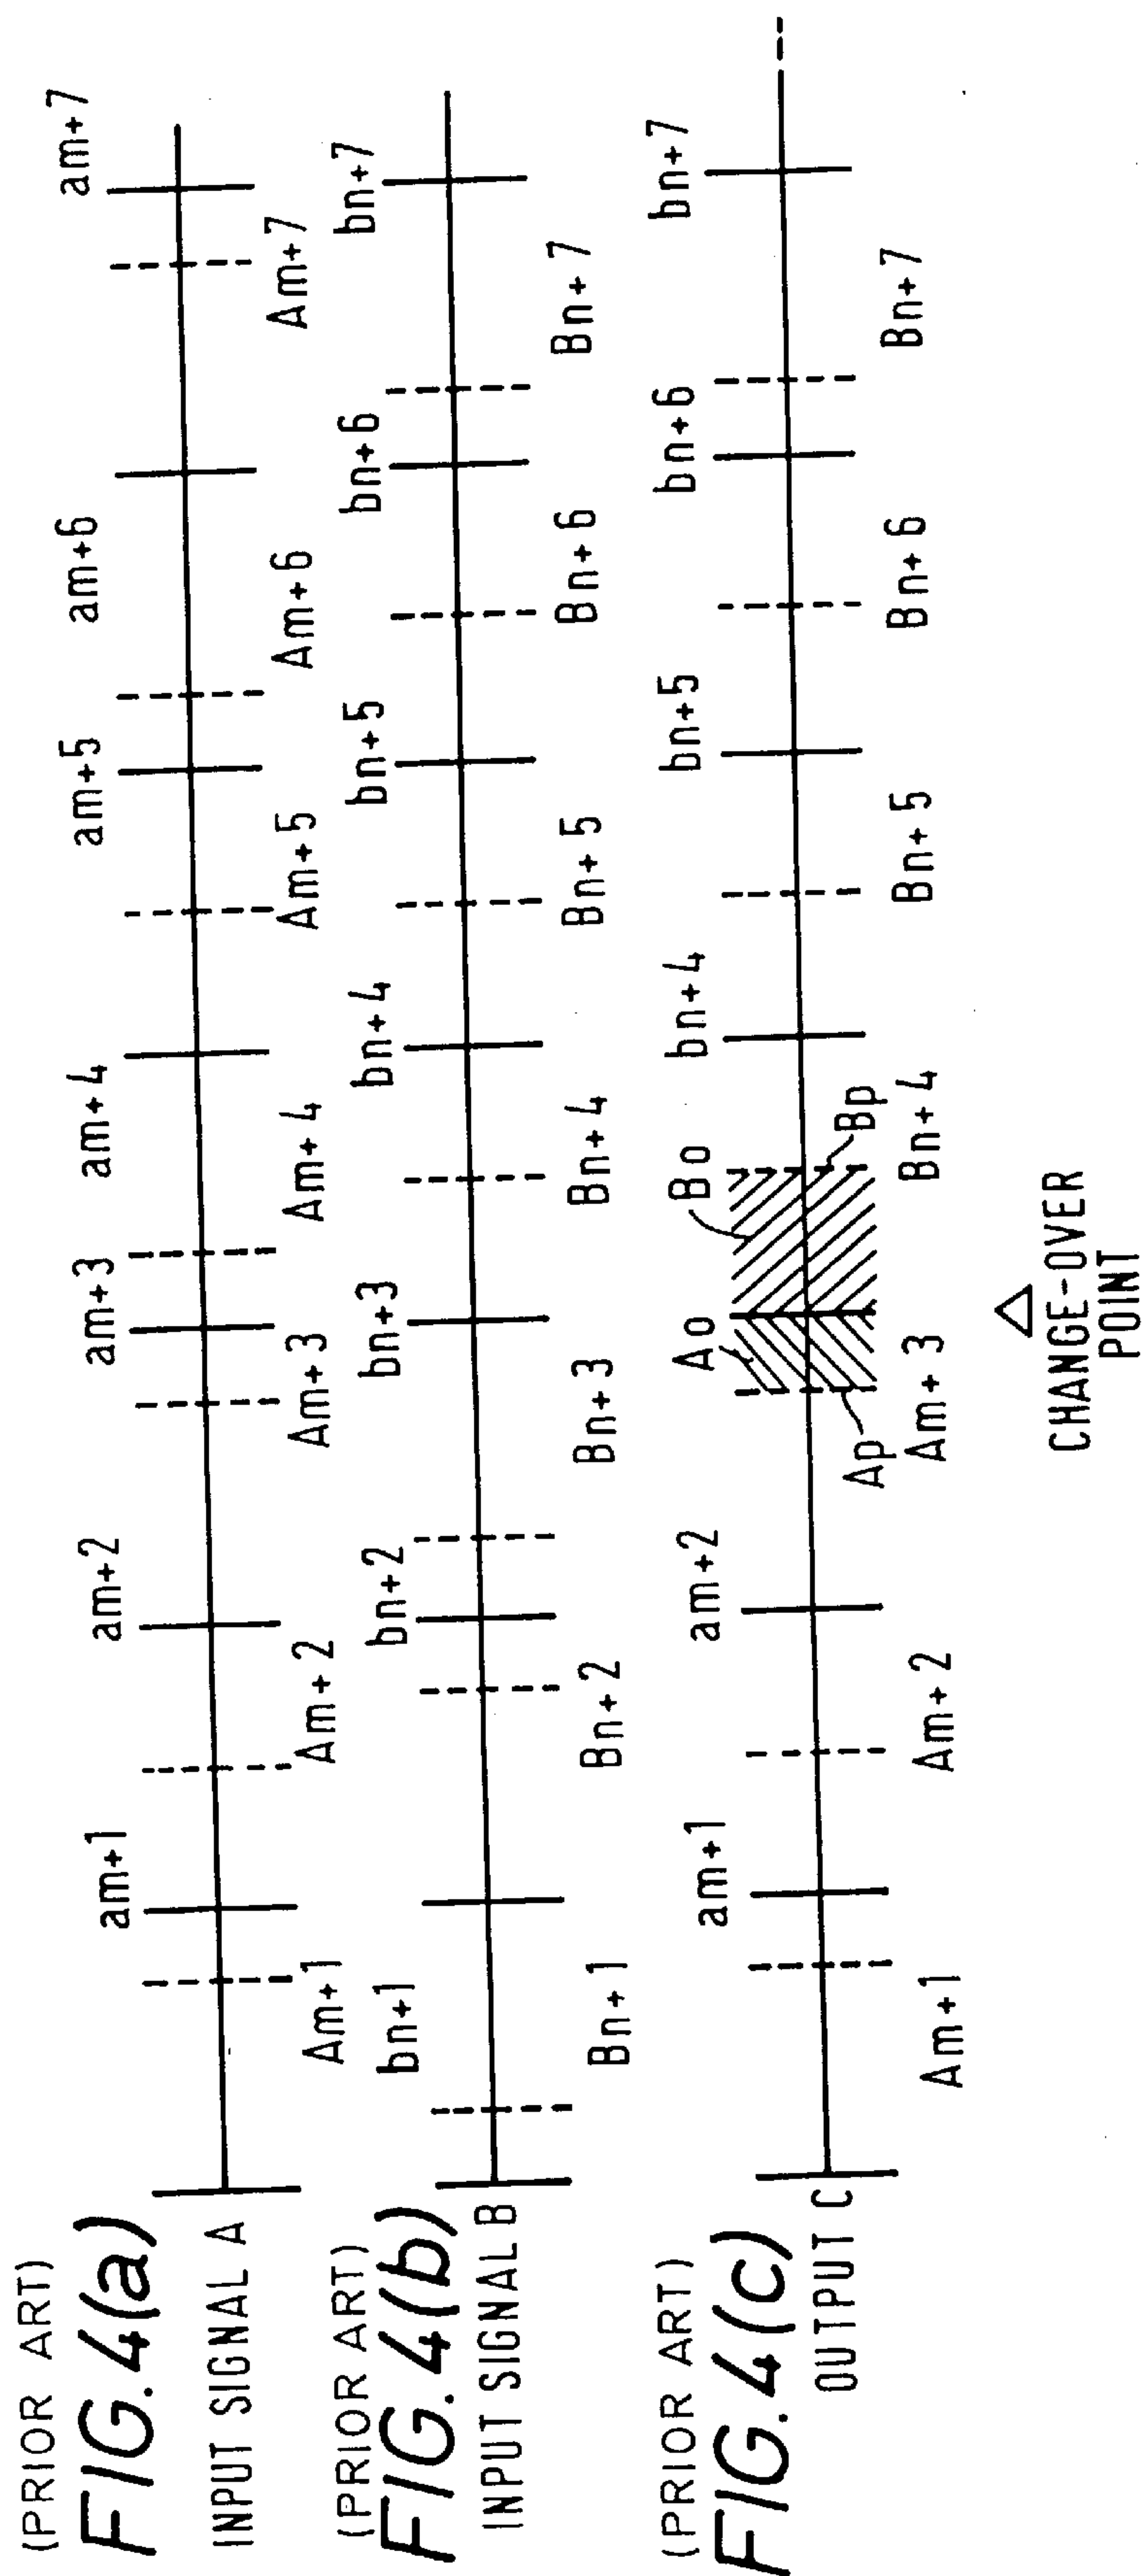 (PRIOR ART)
FIG. 4(a)
INPUT SIGNAL A
am+1 am+2 am+3 am+4 am+5 am+6 am+7
Am+1 Am+2 Am+3 Am+4 Am+5 Am+6 Am+7
(PRIOR ART)
FIG. 4(b)
INPUT SIGNAL B
bn+1 bn+2 bn+3 bn+4 bn+5 bn+6 bn+7
Bn+1 Bn+2 Bn+3 Bn+4 Bn+5 Bn+6 Bn+7
(PRIOR ART)
FIG. 4(c)
OUTPUT C
am+1 am+2 Ao Bo bn+4 bn+5 bn+6 bn+7
Ap Bp
Am+1 Am+2 Am+3 Bn+4 Bn+5 Bn+6 Bn+7
CHANGE-OVER
POINT